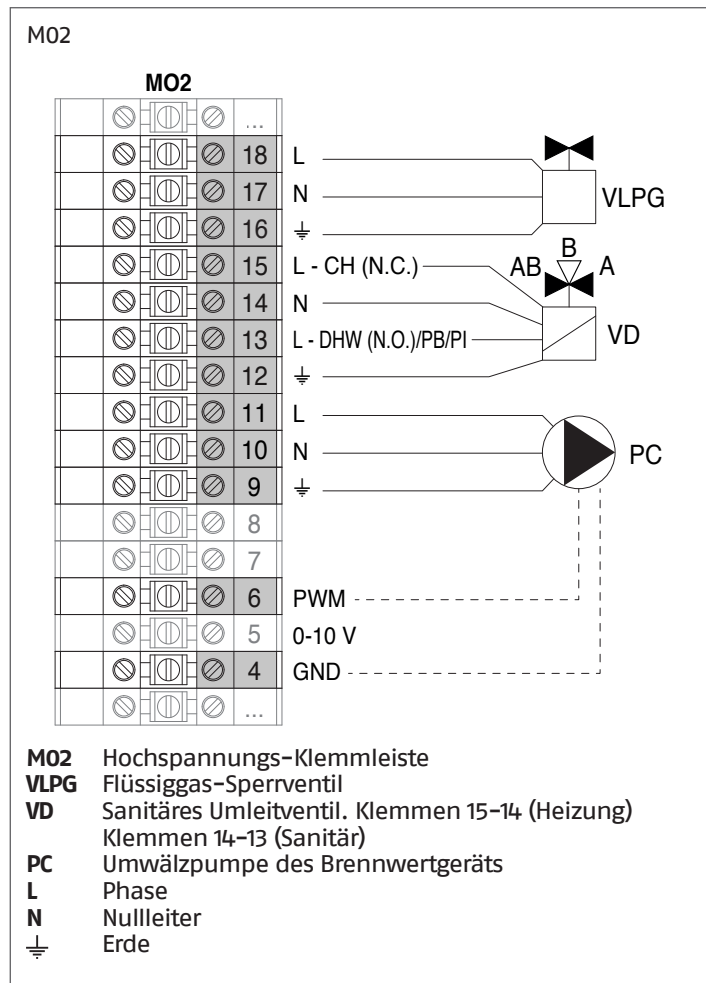 M02
MO2
...
18 L
17 N VLPG
16 ⏚
B
15 L - CH (N.C.) AB A
14 N
13 L - DHW (N.O.)/PB/PI VD
12 ⏚
11 L
10 N PC
9 ⏚
8
7
6 PWM
5 0-10 V
4 GND
...
M02 Hochspannungs-Klemmleiste
VLPG Flüssiggas-Sperrventil
VD Sanitäres Umleitventil. Klemmen 15-14 (Heizung)
Klemmen 14-13 (Sanitär)
PC Umwälzpumpe des Brennwertgeräts
L Phase
N Nullleiter
⏚ Erde